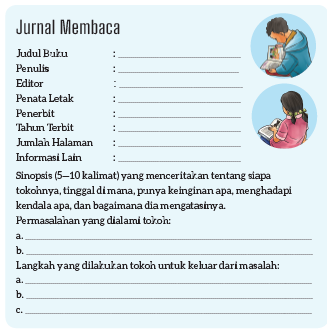 Jurnal Membaca
Judul Buku : ____________________
Penulis : ____________________
Editor : ____________________
Penata Letak : ____________________
Penerbit : ____________________
Tahun Terbit : ____________________
Jumlah Halaman : ____________________
Informasi Lain : ____________________
Sinopsis (5—10 kalimat) yang menceritakan tentang siapa
tokohnya, tinggal di mana, punya keinginan apa, menghadapi
kendala apa, dan bagaimana dia mengatasinya.
Permasalahan yang dialami tokoh:
a. ____________________
b. ____________________
Langkah yang dilakukan tokoh untuk keluar dari masalah:
a. ____________________
b. ____________________
c. ____________________